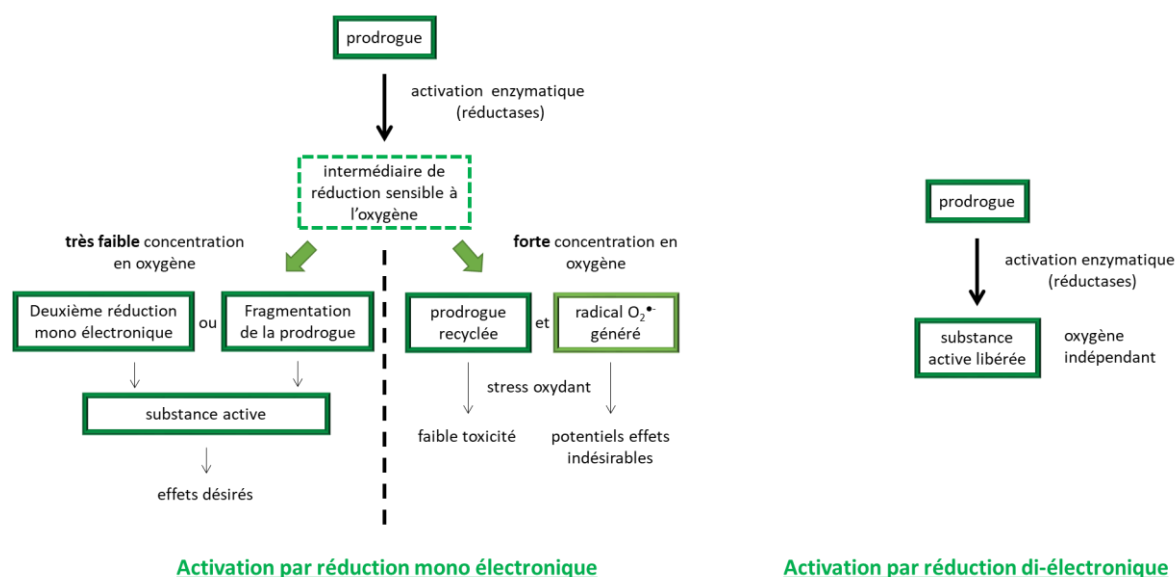 prodrogue
activation enzymatique
(réductases)
intermédiaire de
réduction sensible à
l'oxygène
très faible concentration
en oxygène
forte concentration en
oxygène
Deuxième réduction
mono électronique
ou
Fragmentation
de la prodrogue
prodrogue
recyclée
et
radical O₂•-
généré
stress oxydant
substance active
faible toxicité
potentiels effets
indésirables
effets désirés
Activation par réduction mono électronique
prodrogue
activation enzymatique
(réductases)
substance
active libérée
oxygène
indépendant
Activation par réduction di-électronique